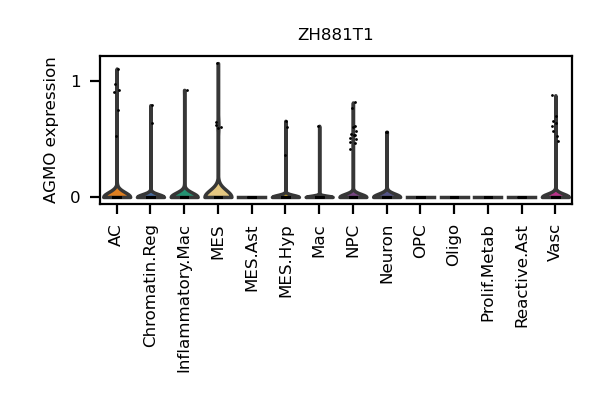 ZH881T1
AGMO expression
1
0
AC
Chromatin.Reg
Inflammatory.Mac
MES
MES.Ast
MES.Hyp
Mac
NPC
Neuron
OPC
Oligo
Prolif.Metab
Reactive.Ast
Vasc